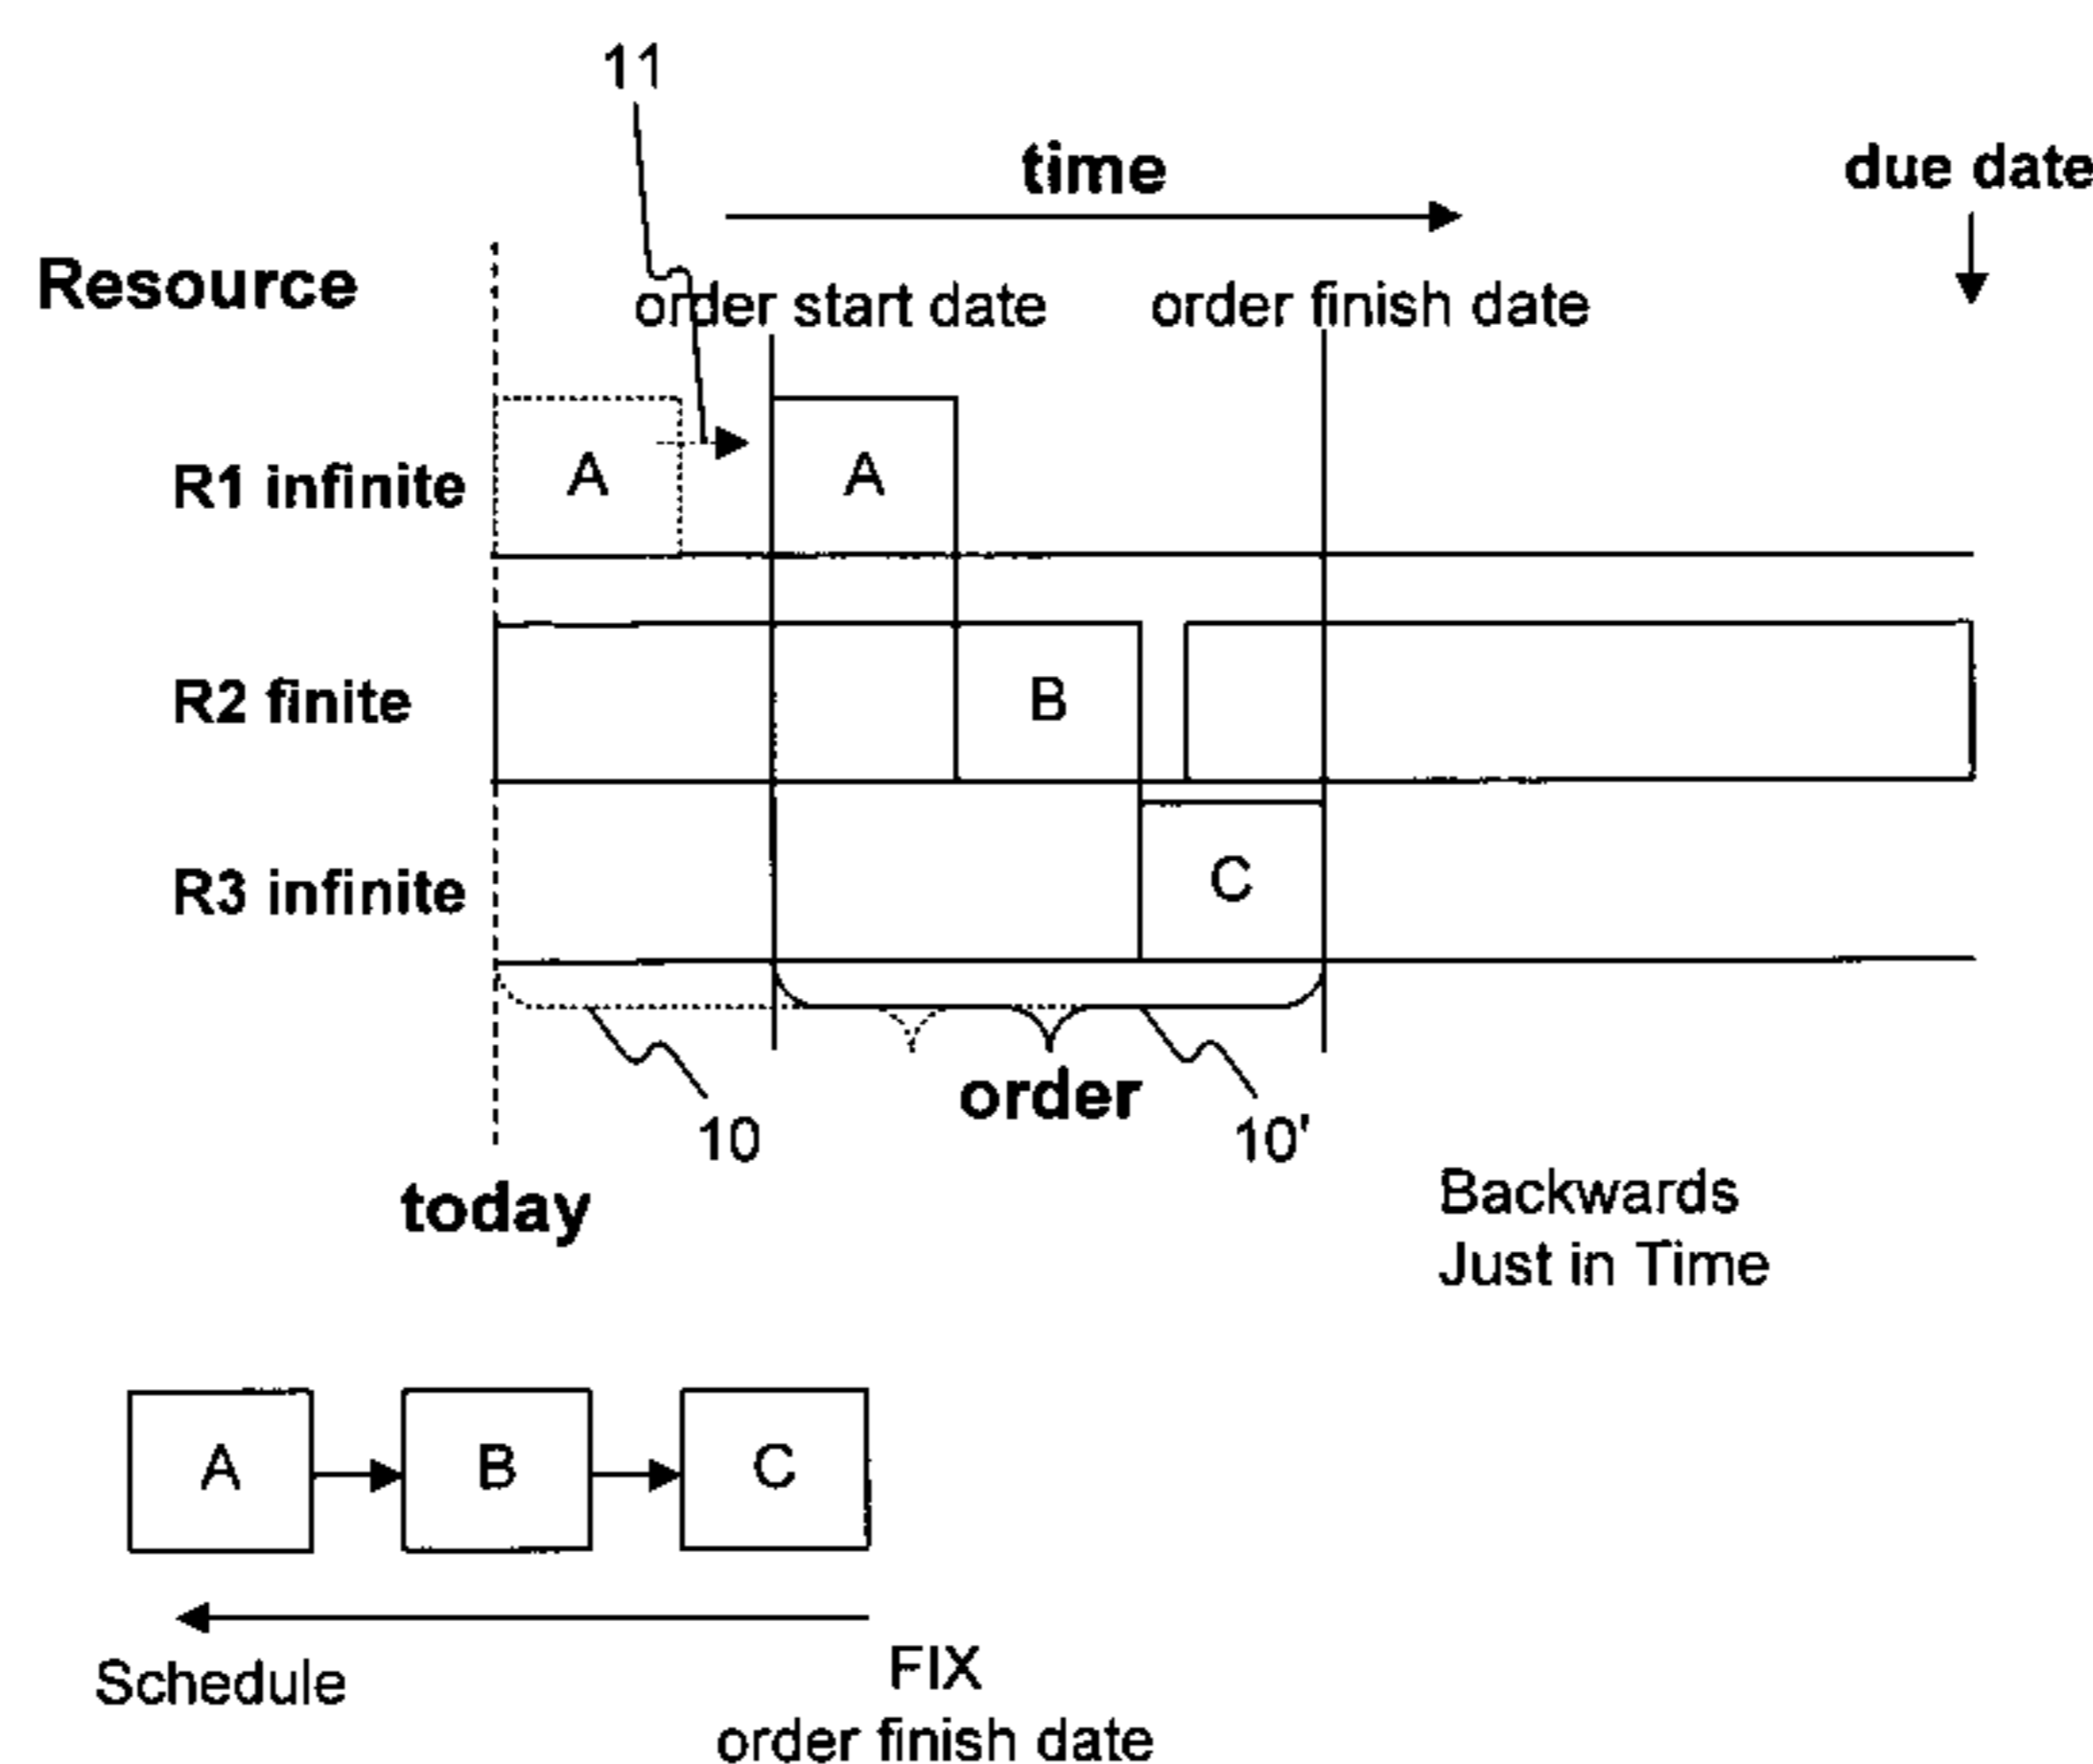 11
time
due date
Resource
order start date
order finish date
R1 infinite
A
A
R2 finite
B
R3 infinite
C
order
10
10'
today
Backwards
Just in Time
A
B
C
Schedule
FIX
order finish date